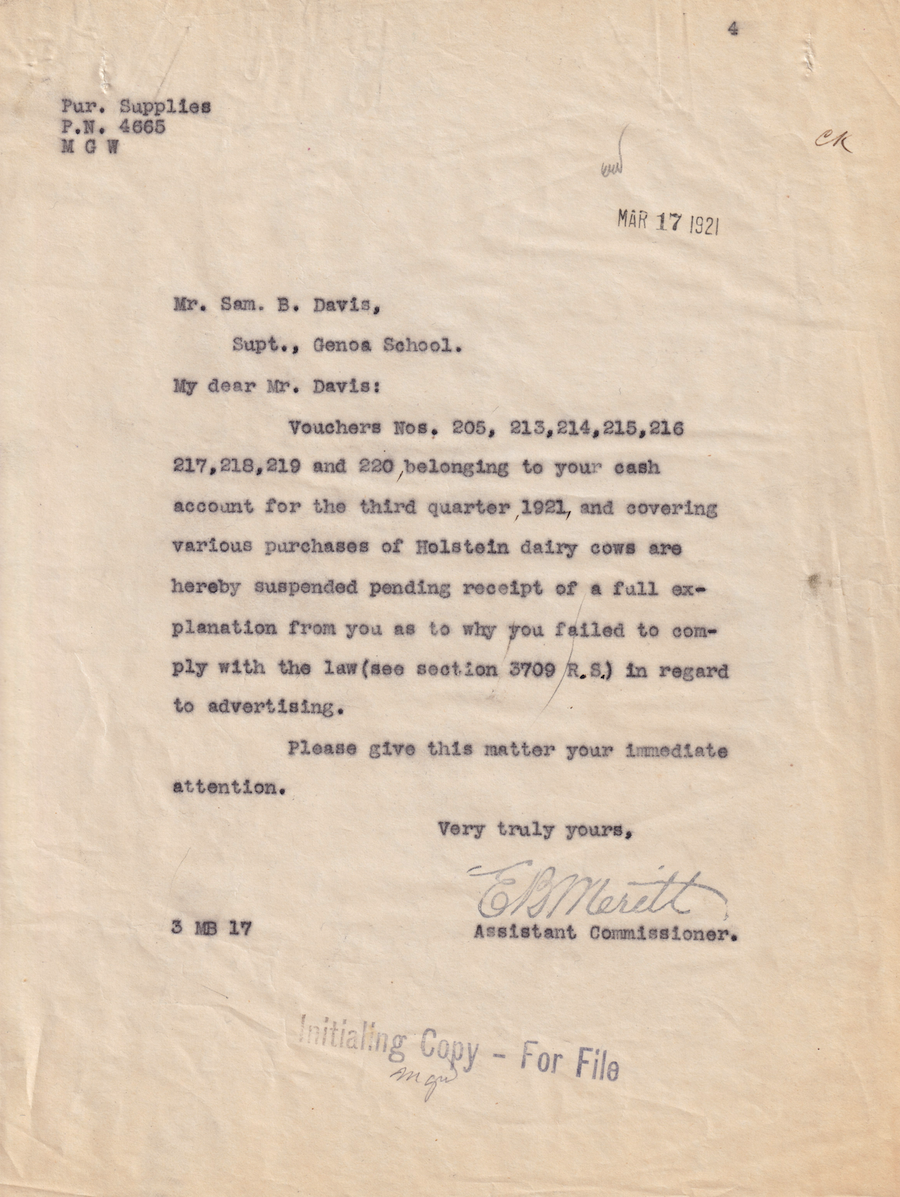 4
Pur. Supplies
P.N. 4665
M G W
CK
MAR 17 1921
Mr. Sam. B. Davis,
Supt., Genoa School.
My dear Mr. Davis:
Vouchers Nos. 205, 213,214,215,216
217,218,219 and 220,belonging to your cash
account for the third quarter,1921, and covering
various purchases of Holstein dairy cows are
hereby suspended pending receipt of a full ex-
planation from you as to why you failed to com-
ply with the law(see section 3709 R.S.) in regard
to advertising.
Please give this matter your immediate
attention.
Very truly yours,
E B Meritt
3 MB 17
Assistant Commissioner.
Initialing Copy - For File
mgw